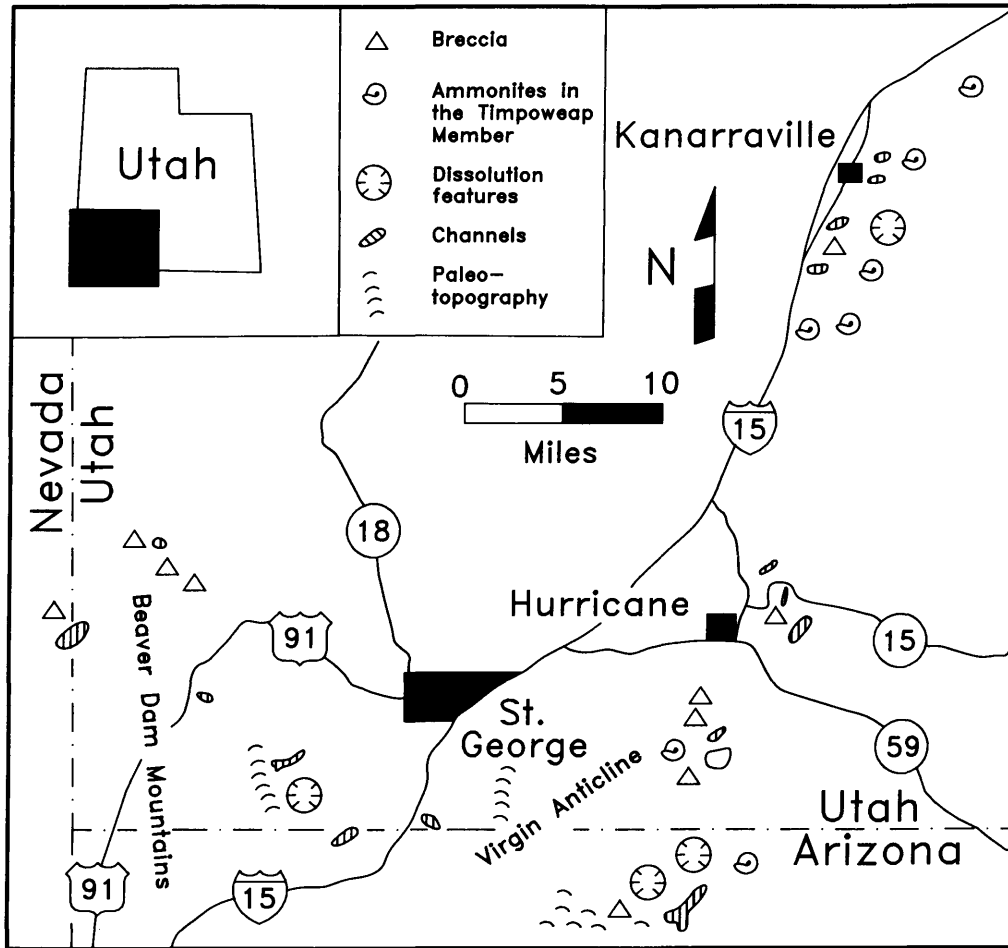 Utah
Breccia
Ammonites in
the Timpoweap
Member
Dissolution
features
Channels
Paleo-
topography
Kanarraville
N
0 5 10
Miles
15
Nevada
Utah
18
Hurricane
Beaver Dam Mountains
91
15
St.
George
59
Virgin Anticline
Utah
Arizona
91
15